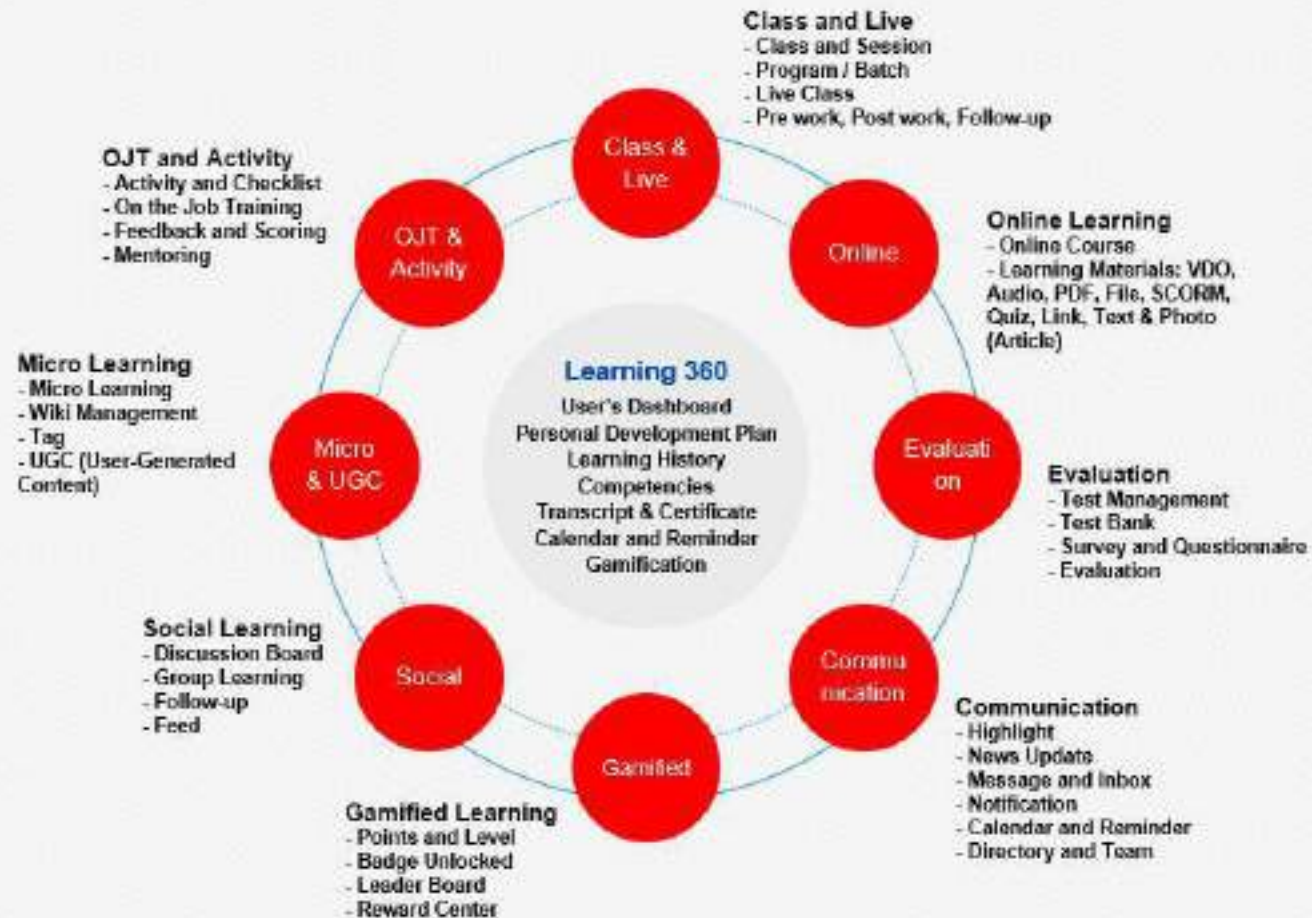 Class and Live
- Class and Session
- Program / Batch
- Live Class
- Pre work, Post work, Follow-up
Class &
Live
OJT and Activity
- Activity and Checklist
- On the Job Training
- Feedback and Scoring
- Mentoring
OJT &
Activity
Online
Online Learning
- Online Course
- Learning Materials: VDO,
Audio, PDF, File, SCORM,
Quiz, Link, Text & Photo
(Article)
Micro Learning
- Micro Learning
- Wiki Management
- Tag
- UGC (User-Generated
Content)
Micro
& UGC
Learning 360
User's Dashboard
Personal Development Plan
Learning History
Competencies
Transcript & Certificate
Calendar and Reminder
Gamification
Evaluati
on
Evaluation
- Test Management
- Test Bank
- Survey and Questionnaire
- Evaluation
Social Learning
- Discussion Board
- Group Learning
- Follow-up
- Feed
Social
Commu
nication
Communication
- Highlight
- News Update
- Message and Inbox
- Notification
- Calendar and Reminder
- Directory and Team
Gamified
Gamified Learning
- Points and Level
- Badge Unlocked
- Leader Board
- Reward Center